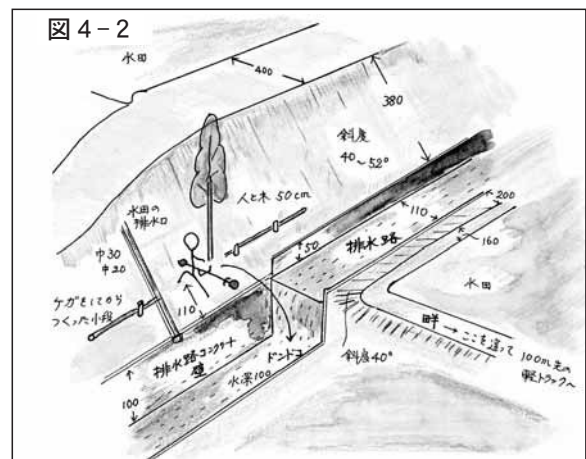 図4-2
水田
400
380
斜度
40~52°
人と木 50cm
水田の
排水口
巾30
巾20
ケガをしてから
つくった小段
110
50
排水路
110
200
160
水田
畔→ここを通って
100m先の
軽トラックへ
斜度40°
ドンドコ
水深100
排水路コンクリート
壁
100